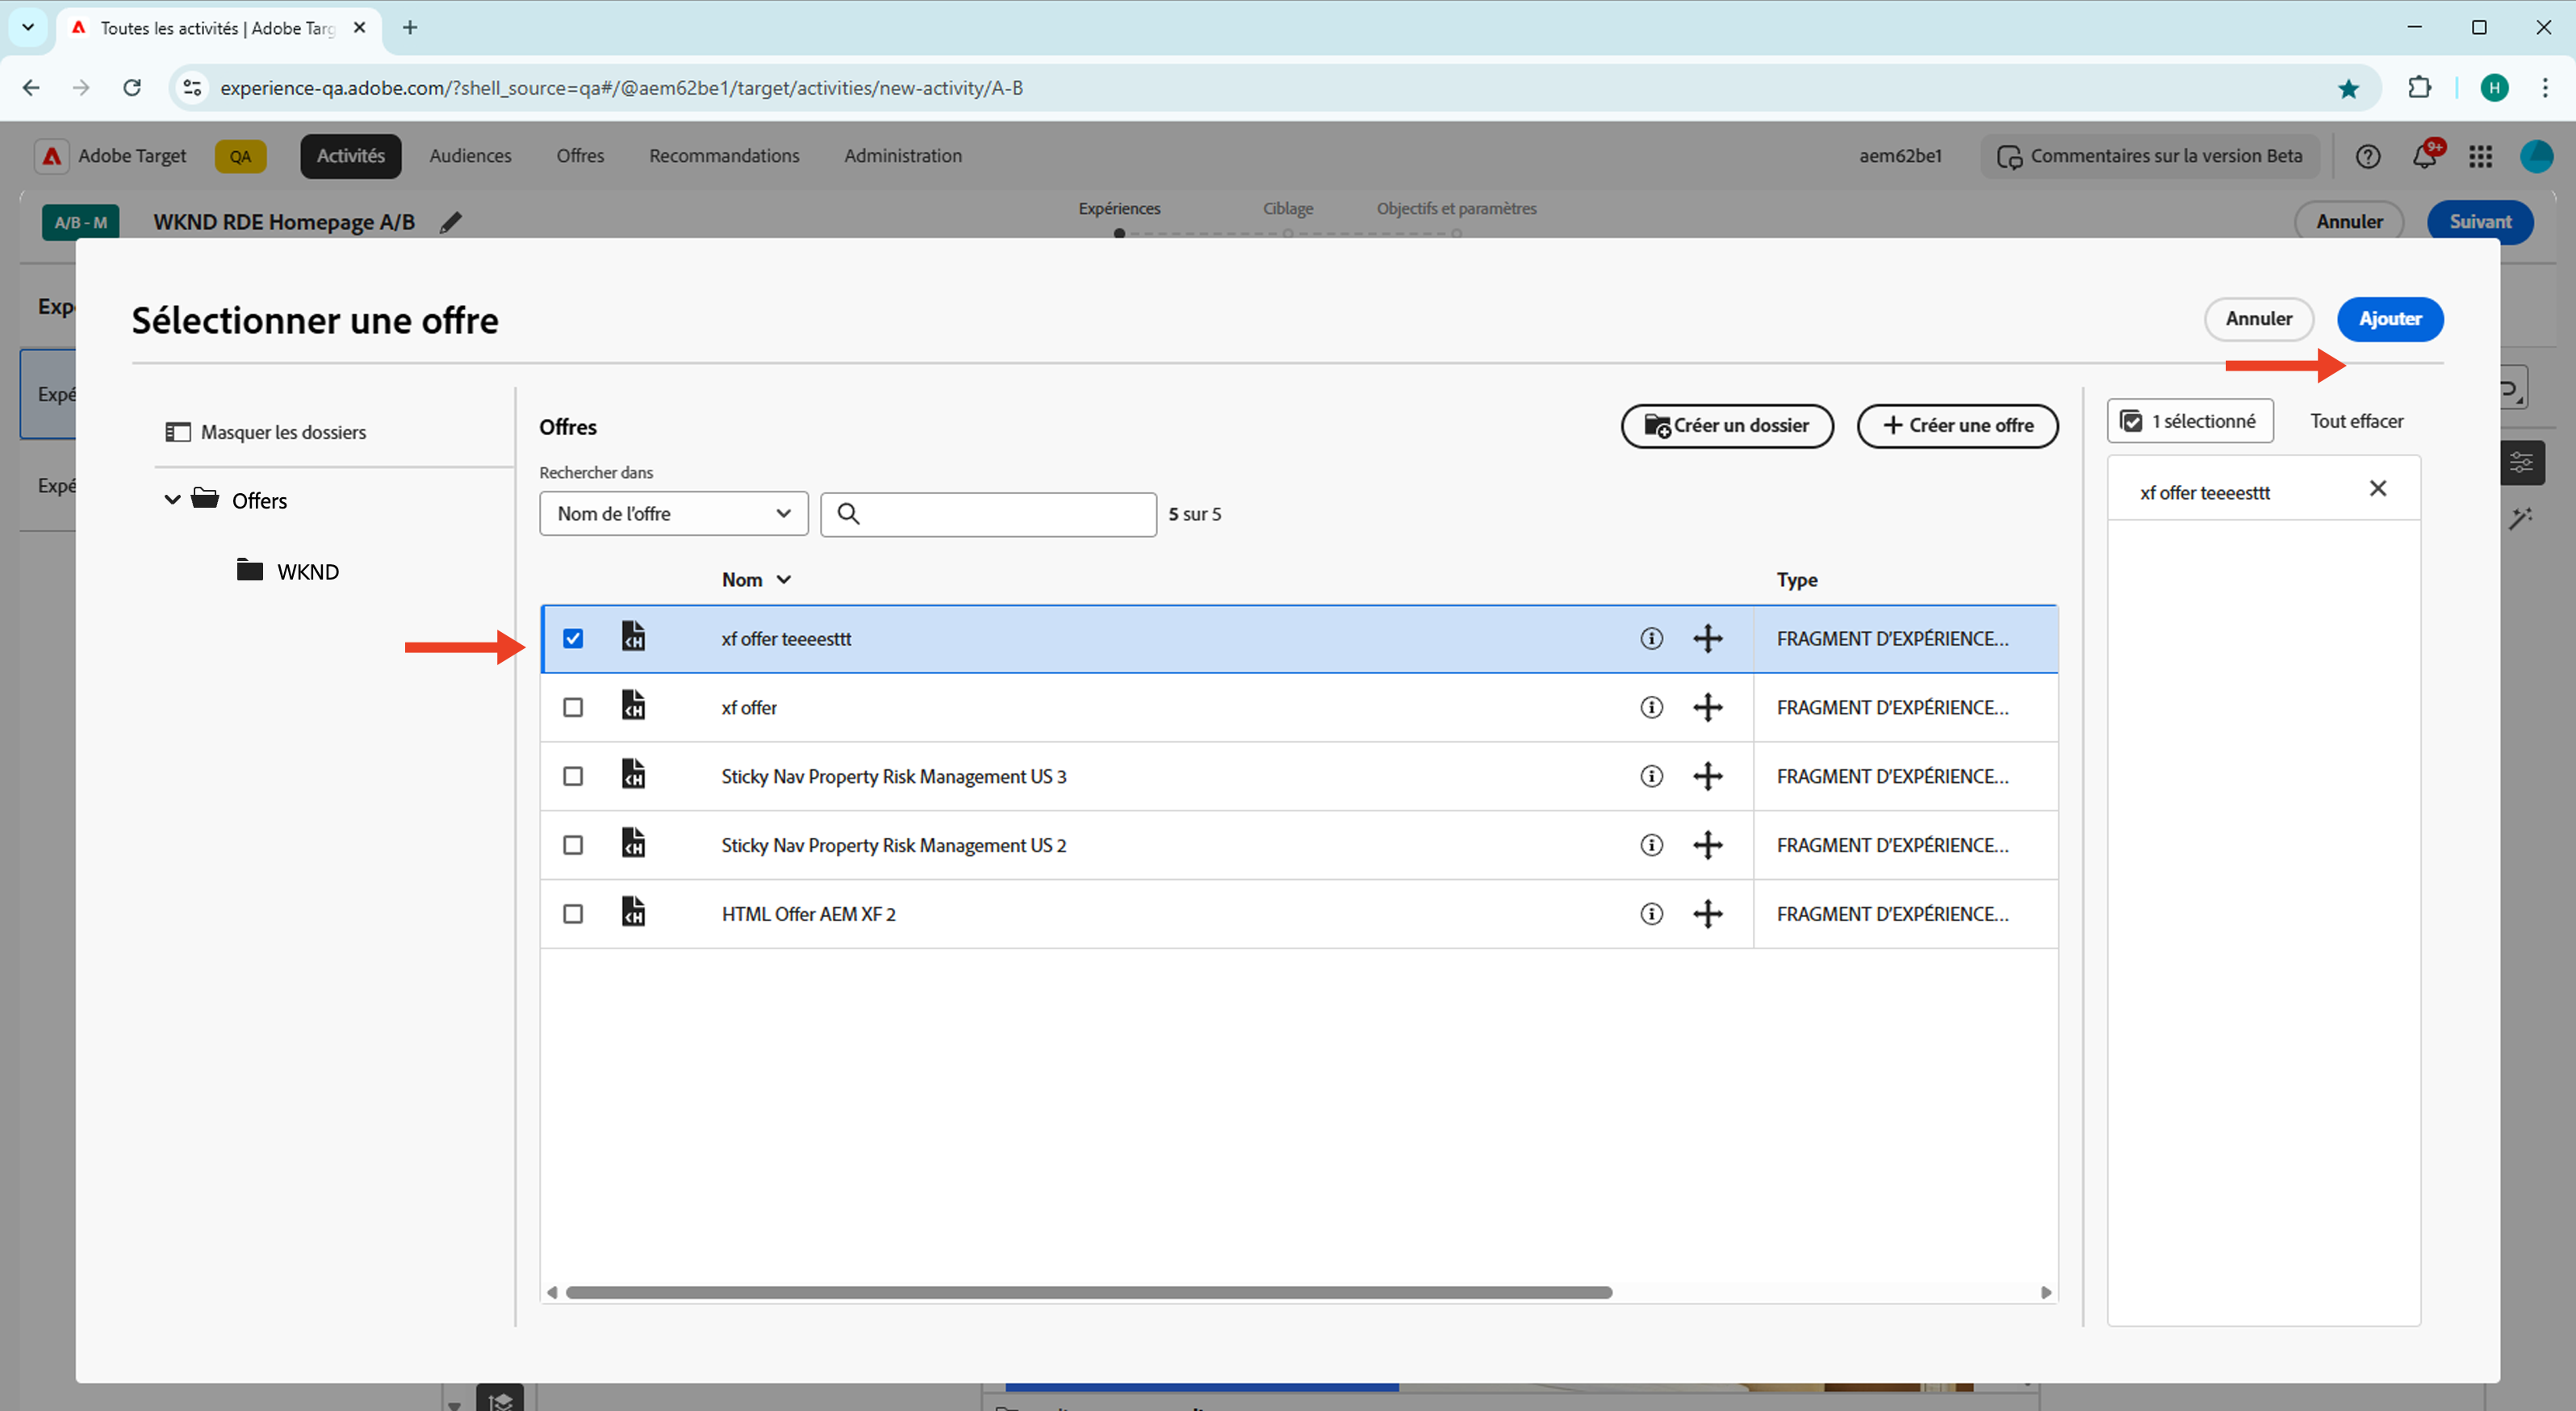 Toutes les activités | Adobe Targ
experience-qa.adobe.com/?shell_source=qa#/@aem62be1/target/activities/new-activity/A-B
H
Adobe Target
QA
Activités
Audiences
Offres
Recommandations
Administration
aem62be1
Commentaires sur la version Beta
9+
A/B - M
WKND RDE Homepage A/B
Expériences
Ciblage
Objectifs et paramètres
Annuler
Suivant
Exp
Expé
Expé
Sélectionner une offre
Annuler
Ajouter
Masquer les dossiers
Offers
WKND
Offres
Créer un dossier
Créer une offre
Rechercher dans
Nom de l'offre
5 sur 5
Nom
Type
xf offer teeeesttt
FRAGMENT D'EXPÉRIENCE...
xf offer
FRAGMENT D'EXPÉRIENCE...
Sticky Nav Property Risk Management US 3
FRAGMENT D'EXPÉRIENCE...
Sticky Nav Property Risk Management US 2
FRAGMENT D'EXPÉRIENCE...
HTML Offer AEM XF 2
FRAGMENT D'EXPÉRIENCE...
1 sélectionné
Tout effacer
xf offer teeeesttt